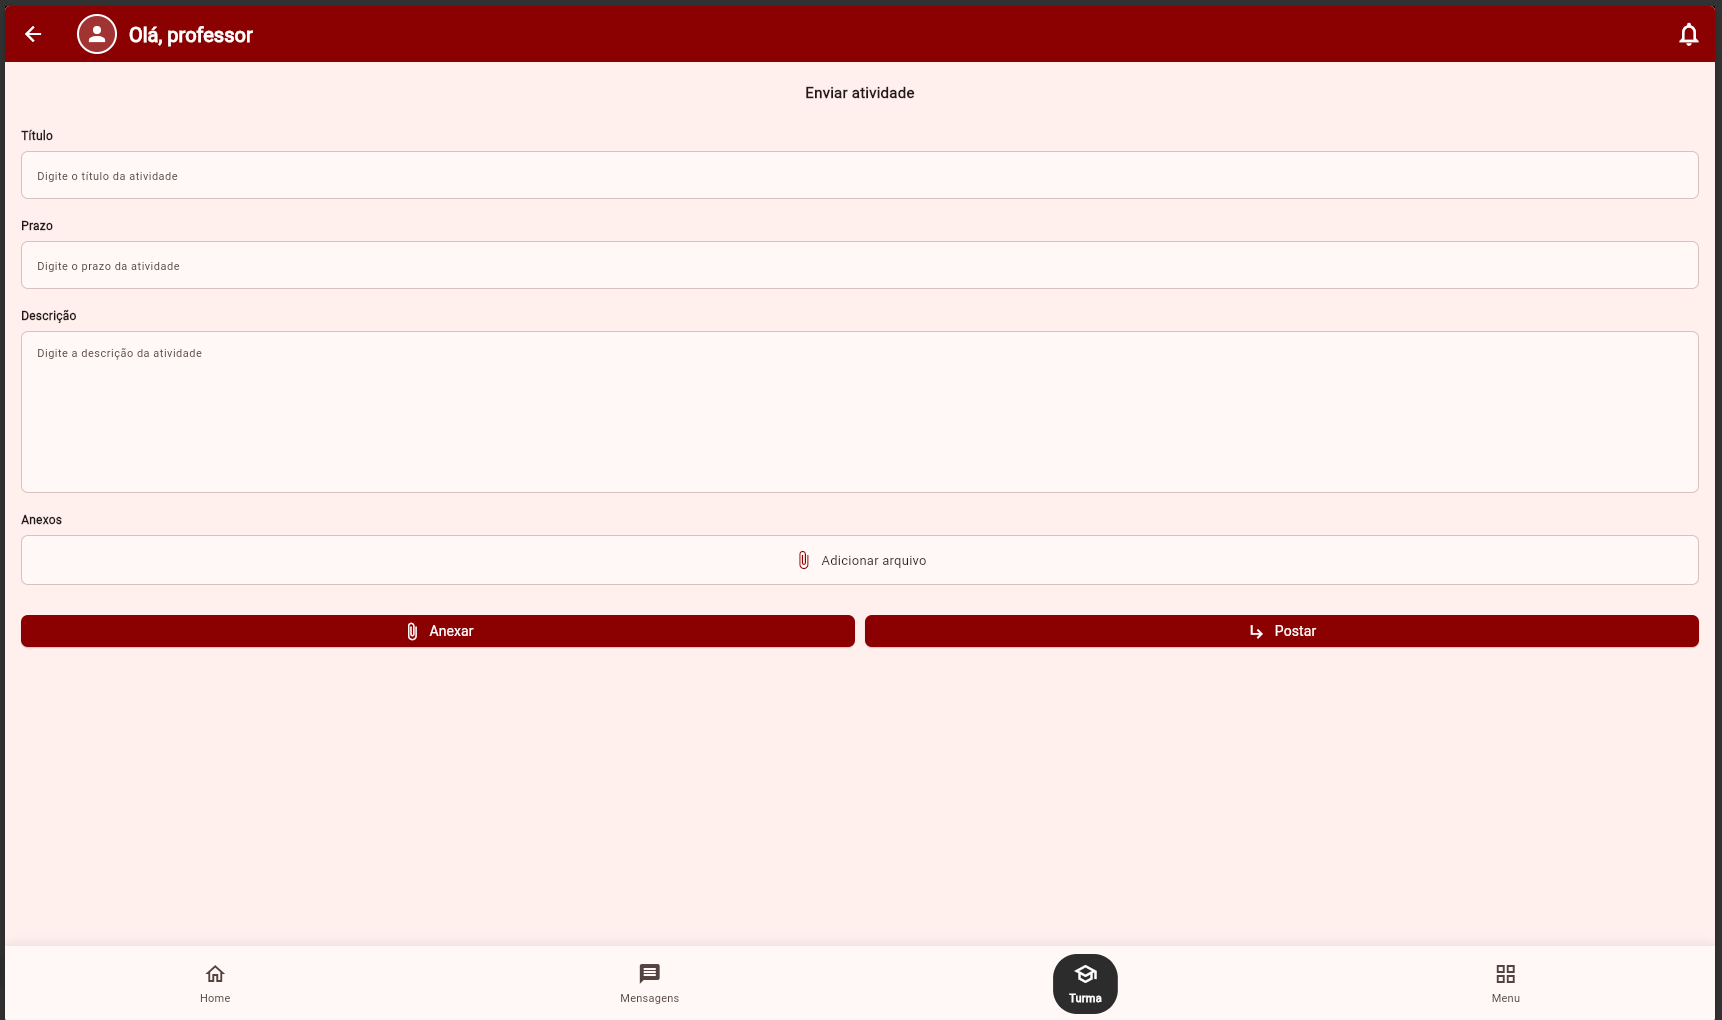 Olá, professor
Enviar atividade
Título
Digite o título da atividade
Prazo
Digite o prazo da atividade
Descrição
Digite a descrição da atividade
Anexos
Adicionar arquivo
Anexar
Postar
Home
Mensagens
Turma
Menu